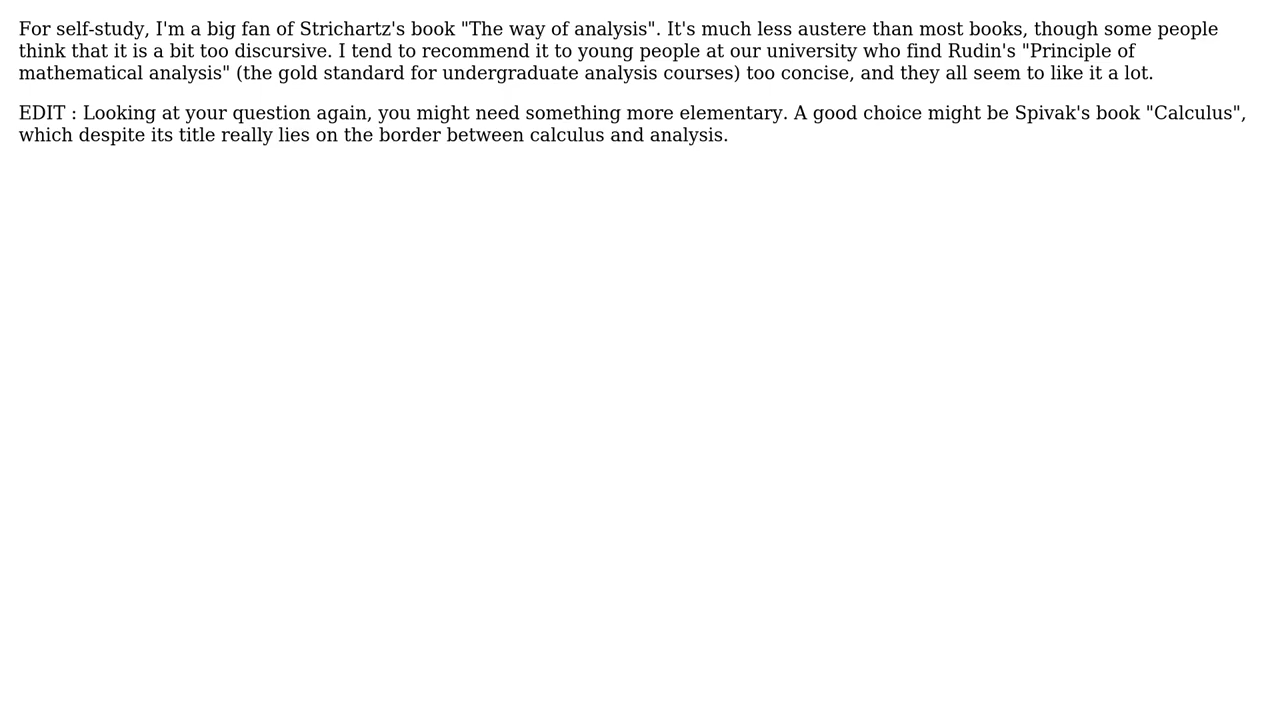 For self-study, I'm a big fan of Strichartz's book "The way of analysis". It's much less austere than most books, though some people
think that it is a bit too discursive. I tend to recommend it to young people at our university who find Rudin's "Principle of
mathematical analysis" (the gold standard for undergraduate analysis courses) too concise, and they all seem to like it a lot.
EDIT : Looking at your question again, you might need something more elementary. A good choice might be Spivak's book "Calculus",
which despite its title really lies on the border between calculus and analysis.